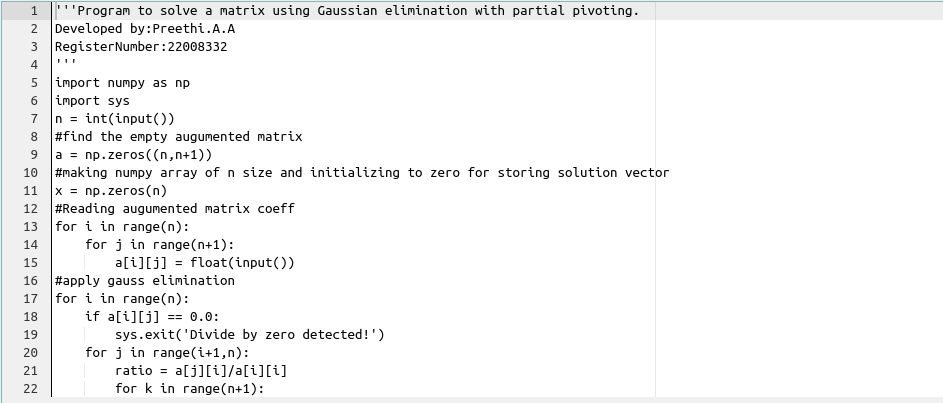 1 '''Program to solve a matrix using Gaussian elimination with partial pivoting.
2 Developed by:Preethi.A.A
3 RegisterNumber:22008332
4 '''
5 import numpy as np
6 import sys
7 n = int(input())
8 #find the empty augumented matrix
9 a = np.zeros((n,n+1))
10 #making numpy array of n size and initializing to zero for storing solution vector
11 x = np.zeros(n)
12 #Reading augumented matrix coeff
13 for i in range(n):
14     for j in range(n+1):
15         a[i][j] = float(input())
16 #apply gauss elimination
17 for i in range(n):
18     if a[i][j] == 0.0:
19         sys.exit('Divide by zero detected!')
20     for j in range(i+1,n):
21         ratio = a[j][i]/a[i][i]
22         for k in range(n+1):